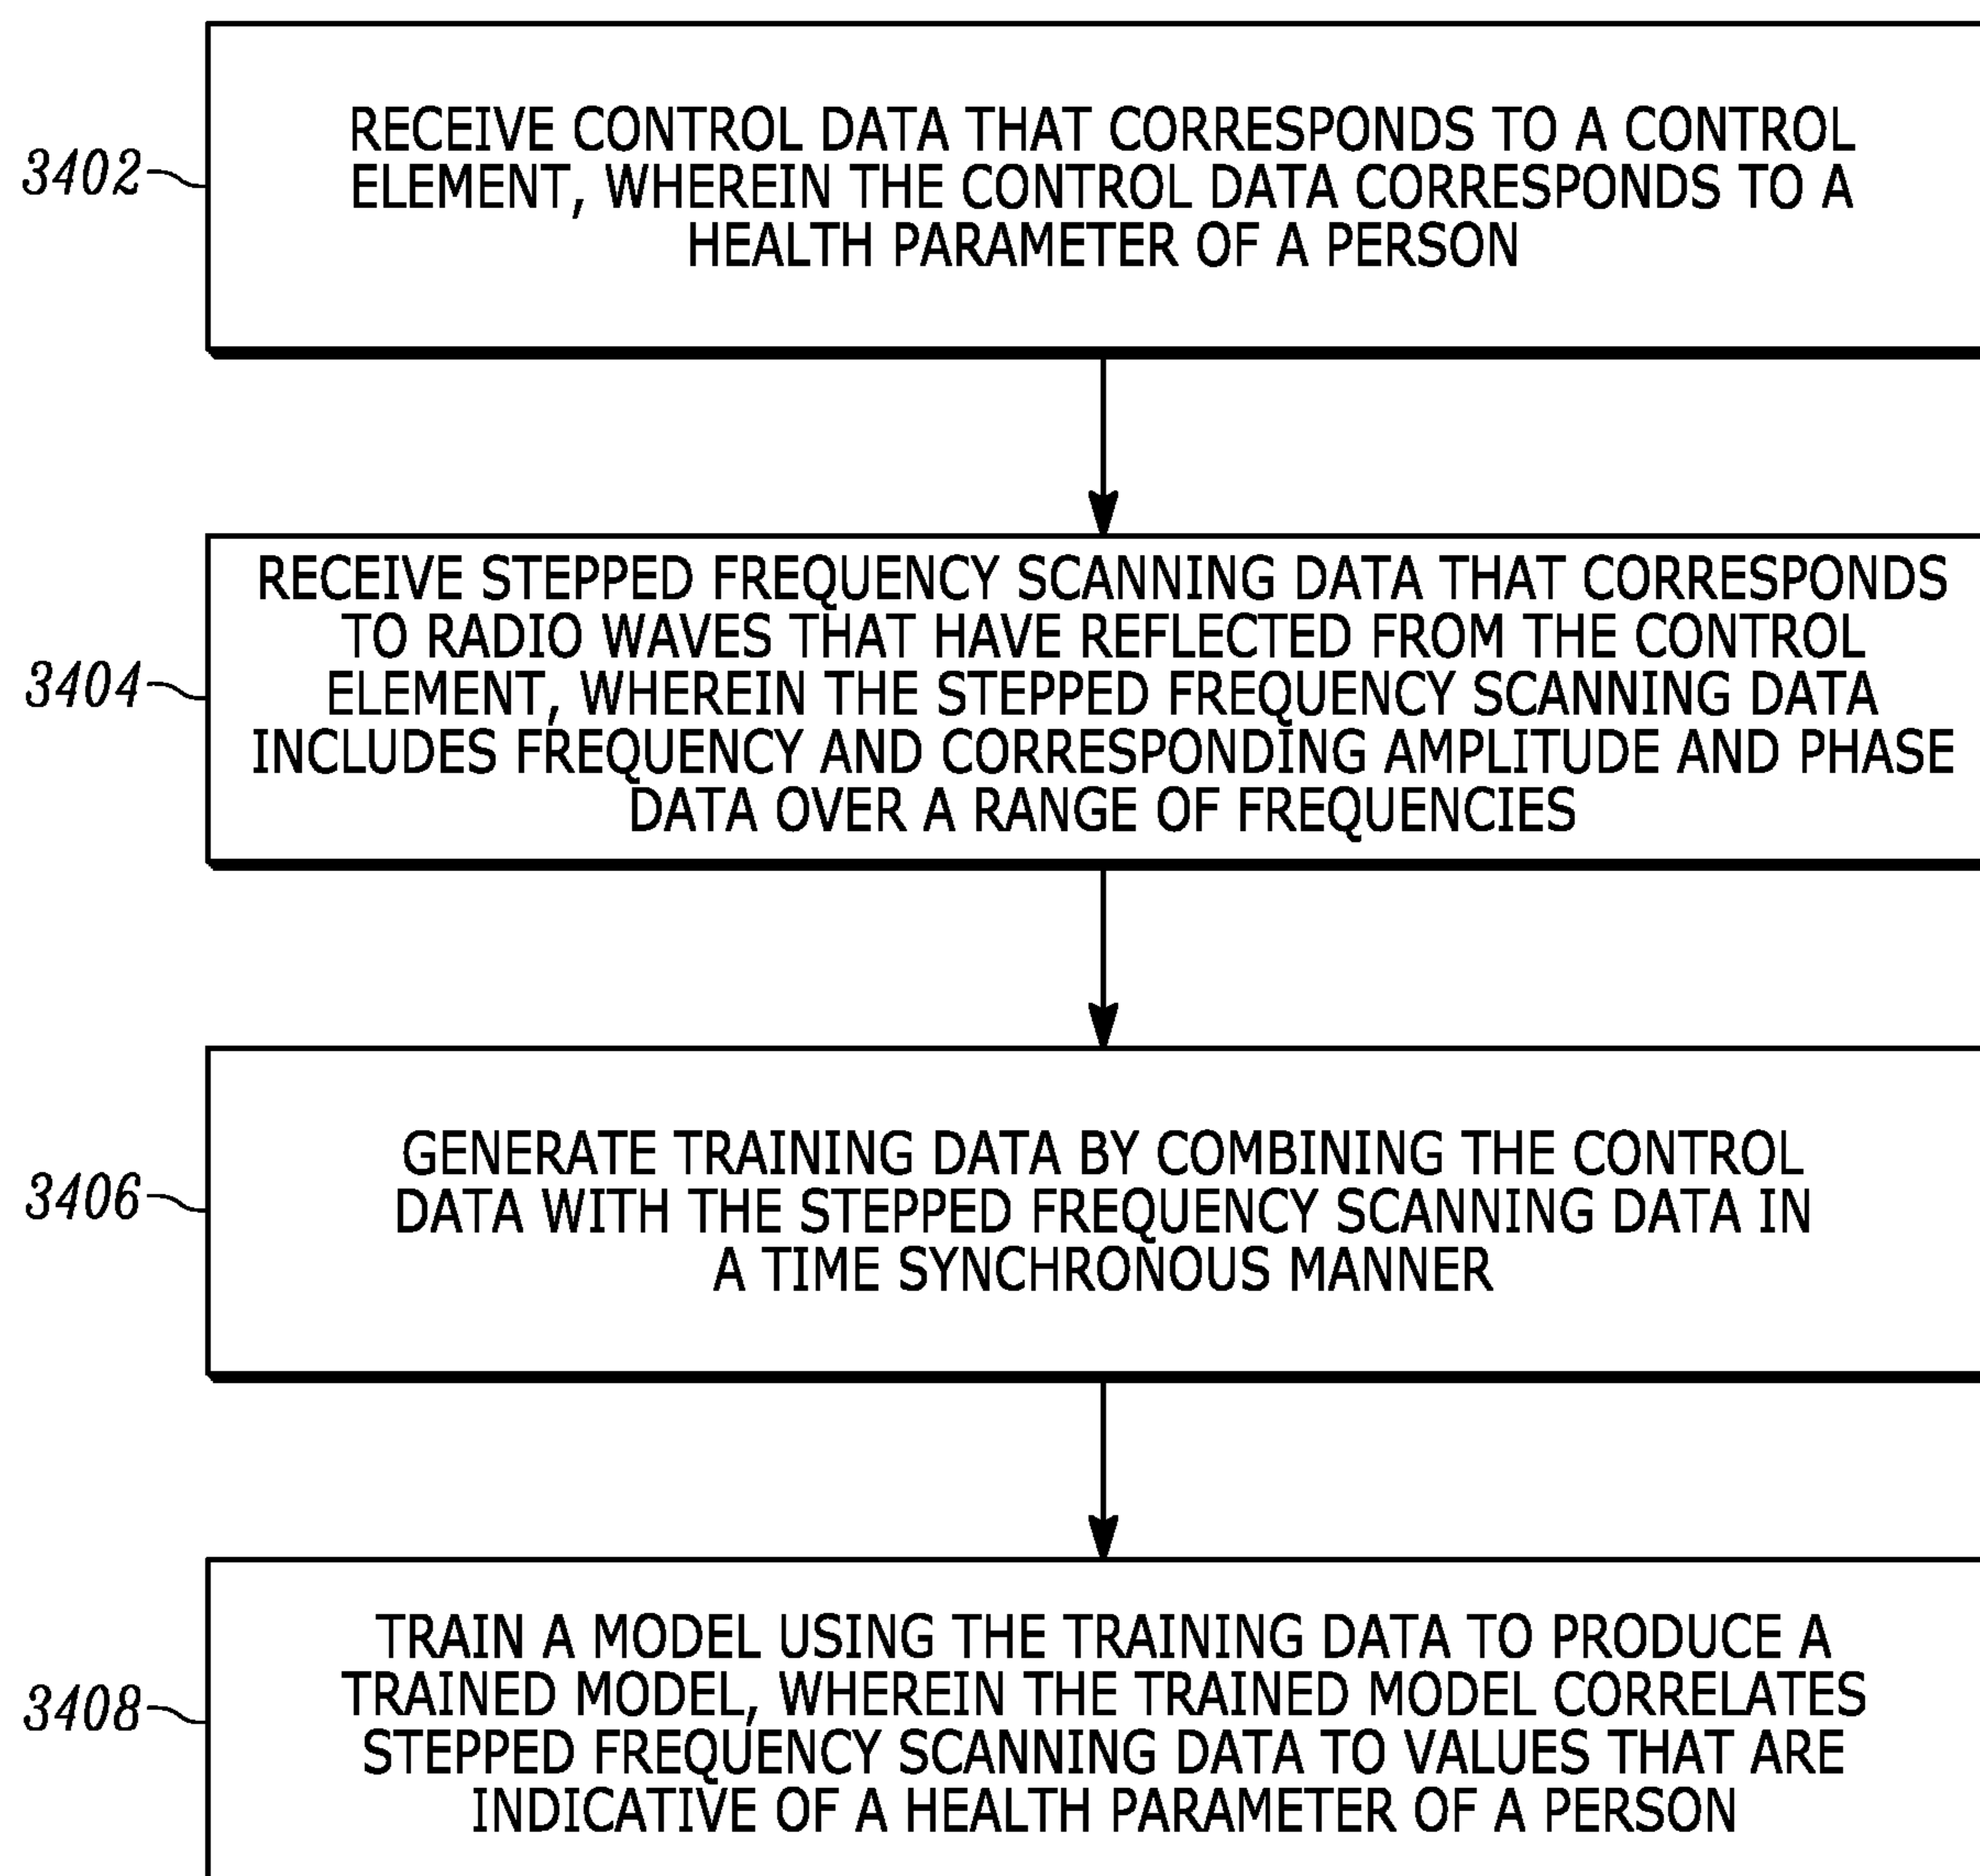 RECEIVE CONTROL DATA THAT CORRESPONDS TO A CONTROL
ELEMENT, WHEREIN THE CONTROL DATA CORRESPONDS TO A
HEALTH PARAMETER OF A PERSON
3402
RECEIVE STEPPED FREQUENCY SCANNING DATA THAT CORRESPONDS
TO RADIO WAVES THAT HAVE REFLECTED FROM THE CONTROL
ELEMENT, WHEREIN THE STEPPED FREQUENCY SCANNING DATA
INCLUDES FREQUENCY AND CORRESPONDING AMPLITUDE AND PHASE
DATA OVER A RANGE OF FREQUENCIES
3404
GENERATE TRAINING DATA BY COMBINING THE CONTROL
DATA WITH THE STEPPED FREQUENCY SCANNING DATA IN
A TIME SYNCHRONOUS MANNER
3406
TRAIN A MODEL USING THE TRAINING DATA TO PRODUCE A
TRAINED MODEL, WHEREIN THE TRAINED MODEL CORRELATES
STEPPED FREQUENCY SCANNING DATA TO VALUES THAT ARE
INDICATIVE OF A HEALTH PARAMETER OF A PERSON
3408